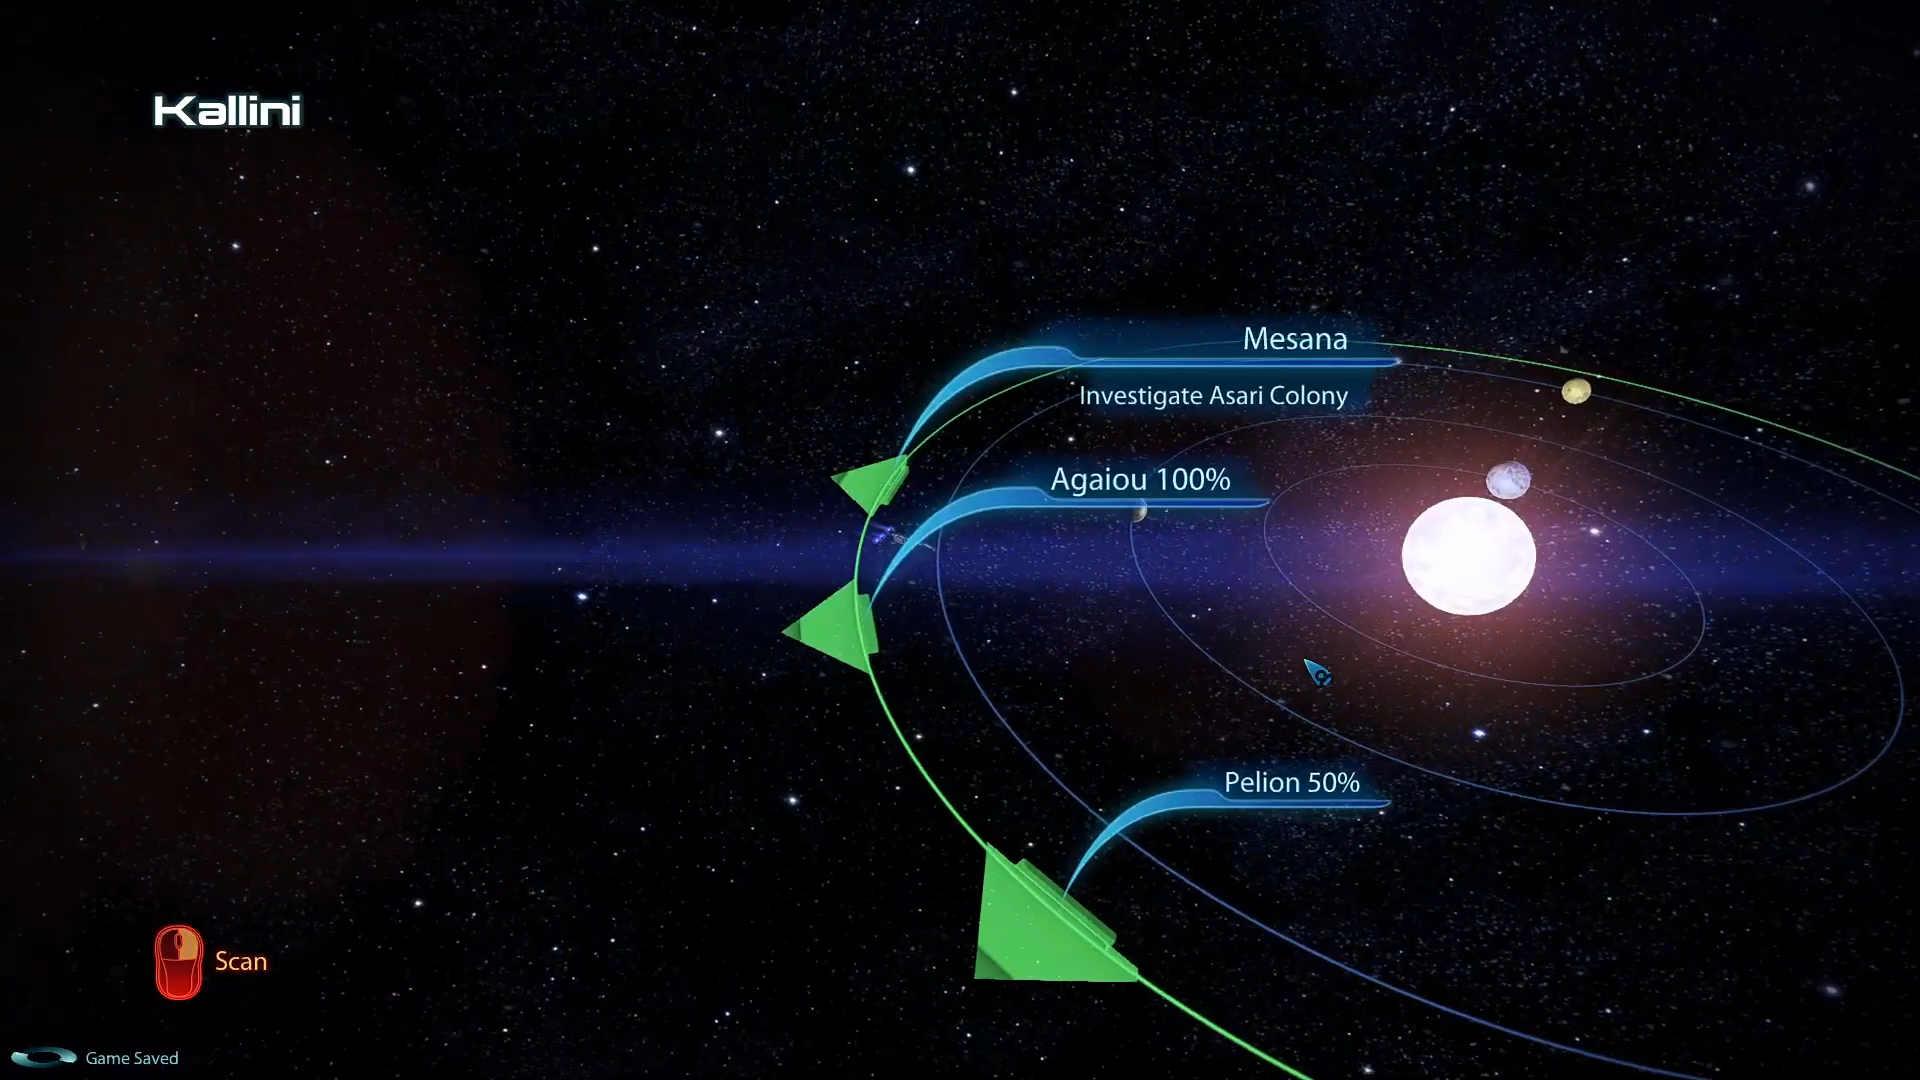 Kallini
Mesana
Investigate Asari Colony
Agaiou 100%
Pelion 50%
Scan
Game Saved